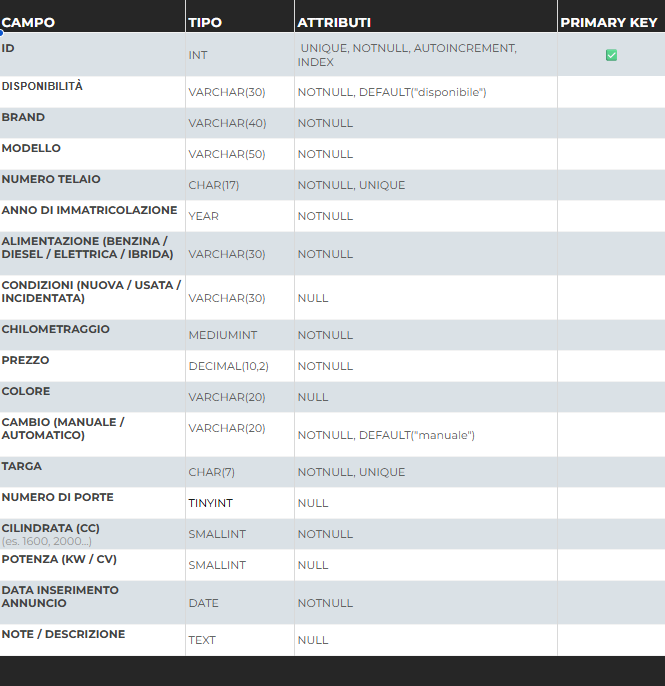 CAMPO TIPO ATTRIBUTI PRIMARY KEY
ID INT UNIQUE, NOTNULL, AUTOINCREMENT,
INDEX ✅
DISPONIBILITÀ VARCHAR(30) NOTNULL, DEFAULT("disponibile")
BRAND VARCHAR(40) NOTNULL
MODELLO VARCHAR(50) NOTNULL
NUMERO TELAIO CHAR(17) NOTNULL, UNIQUE
ANNO DI IMMATRICOLAZIONE YEAR NOTNULL
ALIMENTAZIONE (BENZINA /
DIESEL / ELETTRICA / IBRIDA) VARCHAR(30) NOTNULL
CONDIZIONI (NUOVA / USATA /
INCIDENTATA) VARCHAR(30) NULL
CHILOMETRAGGIO MEDIUMINT NOTNULL
PREZZO DECIMAL(10,2) NOTNULL
COLORE VARCHAR(20) NULL
CAMBIO (MANUALE /
AUTOMATICO) VARCHAR(20) NOTNULL, DEFAULT("manuale")
TARGA CHAR(7) NOTNULL, UNIQUE
NUMERO DI PORTE TINYINT NULL
CILINDRATA (CC)
(es. 1600, 2000...) SMALLINT NOTNULL
POTENZA (KW / CV) SMALLINT NULL
DATA INSERIMENTO
ANNUNCIO DATE NOTNULL
NOTE / DESCRIZIONE TEXT NULL